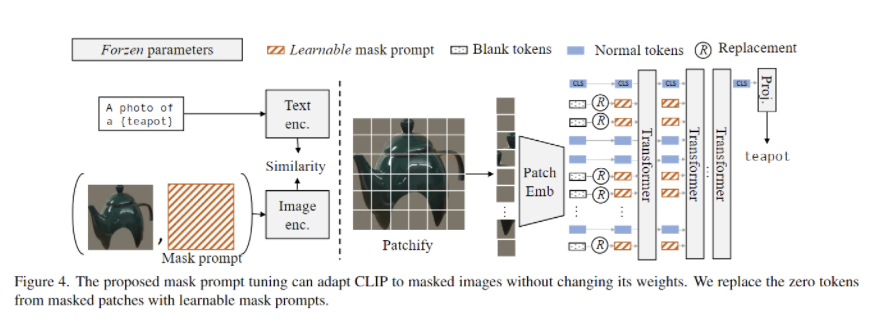 Forzen parameters
Learnable mask prompt
Blank tokens
Normal tokens
R Replacement
A photo of
a {teapot}
Text
enc.
Similarity
Image
enc.
,
Mask prompt
Patchify
Patch
Emb
CLS
R
R
R
R
R
CLS
Transformer
CLS
Transformer
...
Transformer
CLS
Proj.
teapot
Figure 4. The proposed mask prompt tuning can adapt CLIP to masked images without changing its weights. We replace the zero tokens
from masked patches with learnable mask prompts.